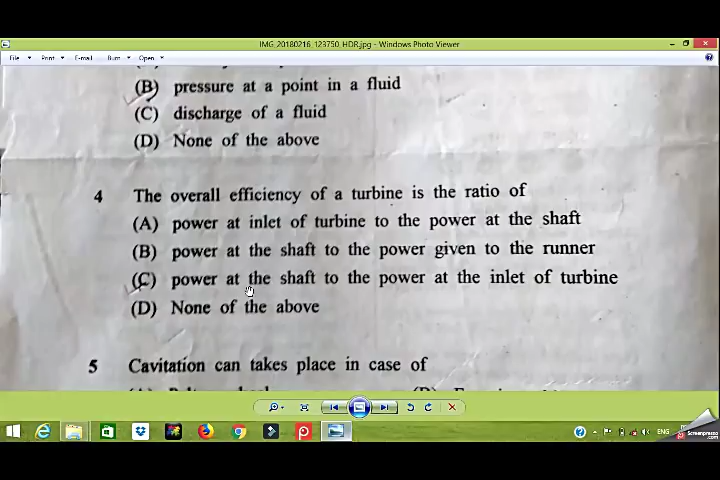 IMG_20180216_123750_HDR.jpg - Windows Photo Viewer
File Print E-mail Burn Open
(B) pressure at a point in a fluid
(C) discharge of a fluid
(D) None of the above
4 The overall efficiency of a turbine is the ratio of
(A) power at inlet of turbine to the power at the shaft
(B) power at the shaft to the power given to the runner
(C) power at the shaft to the power at the inlet of turbine
(D) None of the above
5 Cavitation can takes place in case of
ENG
Screenpresso
.com